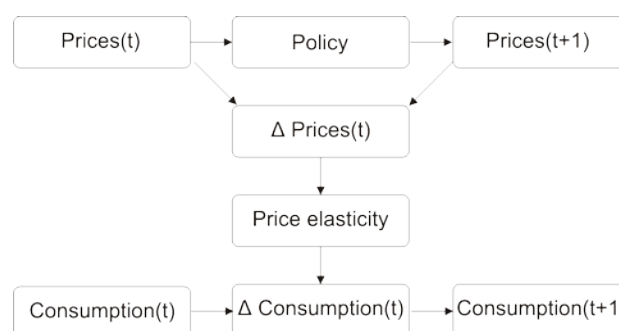 Prices(t)
Policy
Prices(t+1)
Δ Prices(t)
Price elasticity
Consumption(t)
Δ Consumption(t)
Consumption(t+1